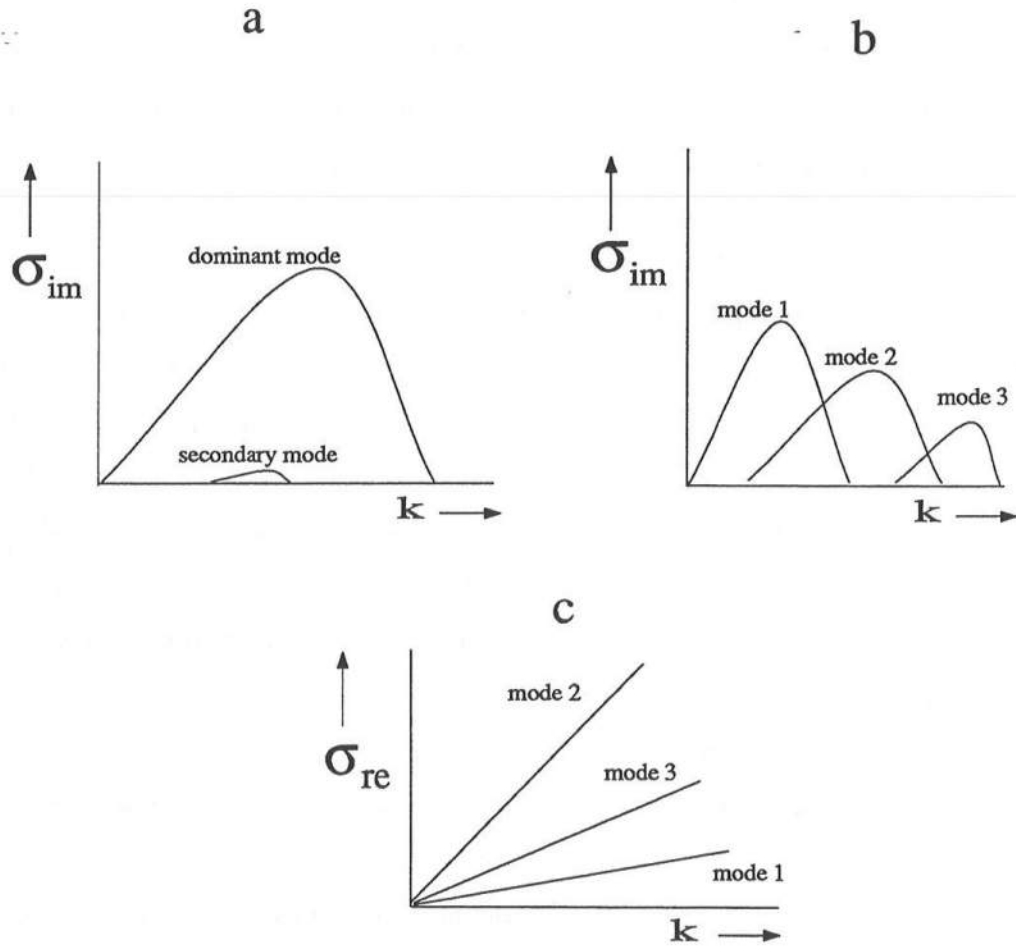 a
σim
dominant mode
secondary mode
k
b
σim
mode 1
mode 2
mode 3
k
c
σre
mode 2
mode 3
mode 1
k